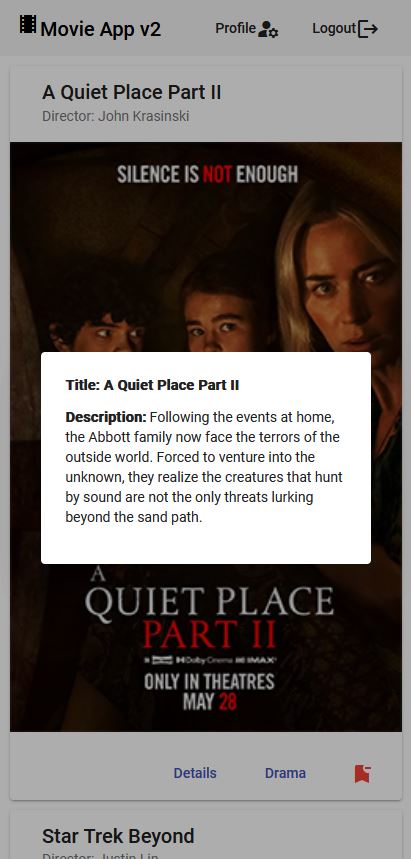 Movie App v2 Profile Logout
A Quiet Place Part II
Director: John Krasinski
SILENCE IS NOT ENOUGH
Title: A Quiet Place Part II
Description: Following the events at home,
the Abbott family now face the terrors of the
outside world. Forced to venture into the
unknown, they realize the creatures that hunt
by sound are not the only threats lurking
beyond the sand path.
A
QUIET PLACE
PART II
Dolby Cinema IMAX
ONLY IN THEATRES
MAY 28
Details Drama
Star Trek Beyond
Director: Justin Lin